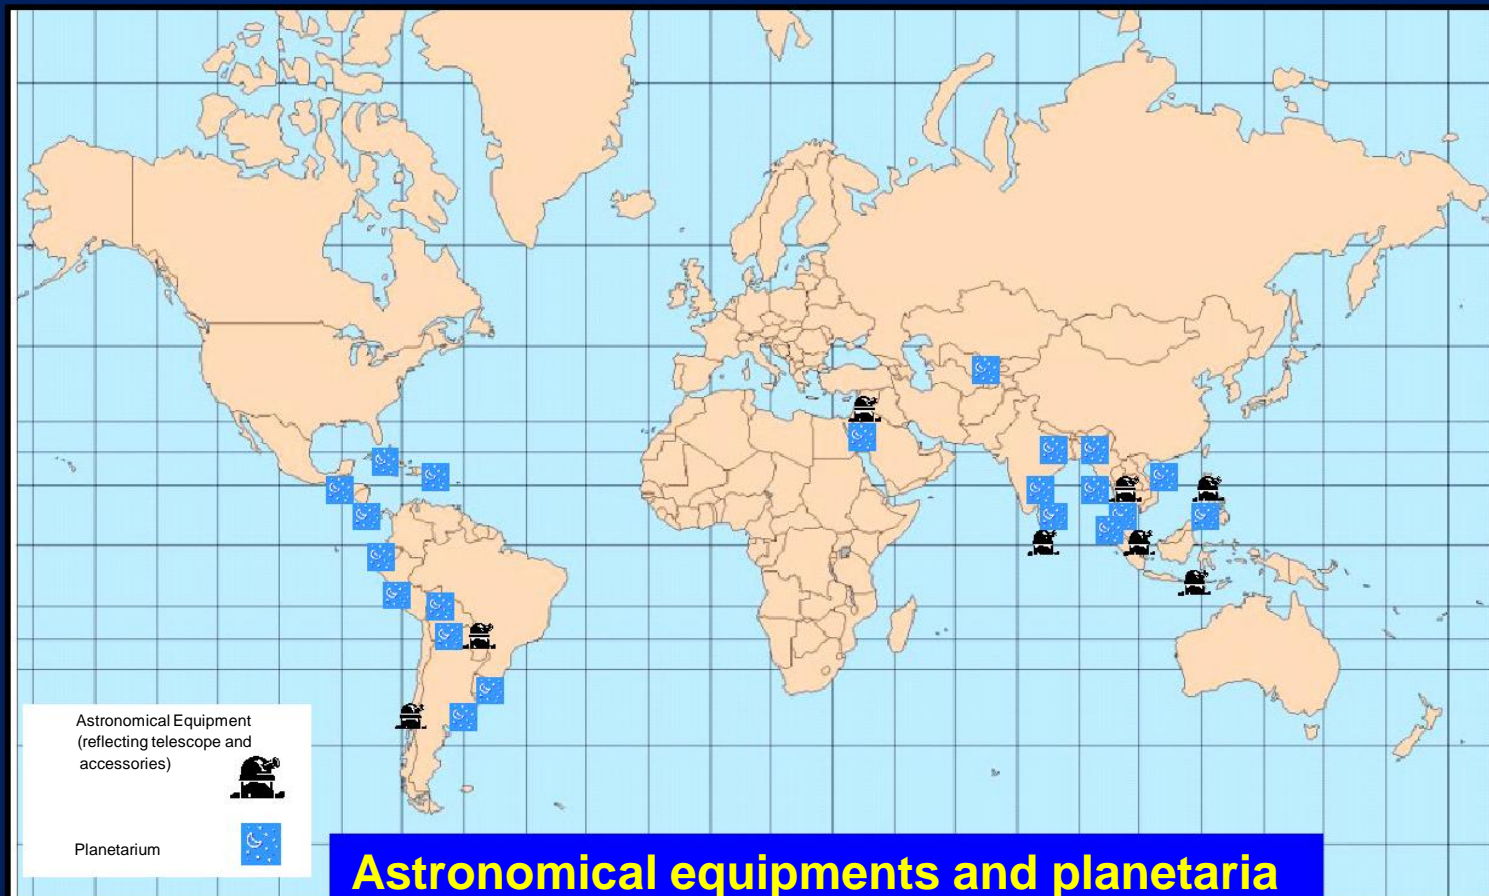 Astronomical Equipment
(reflecting telescope and
accessories)
Planetarium
Astronomical equipments and planetaria